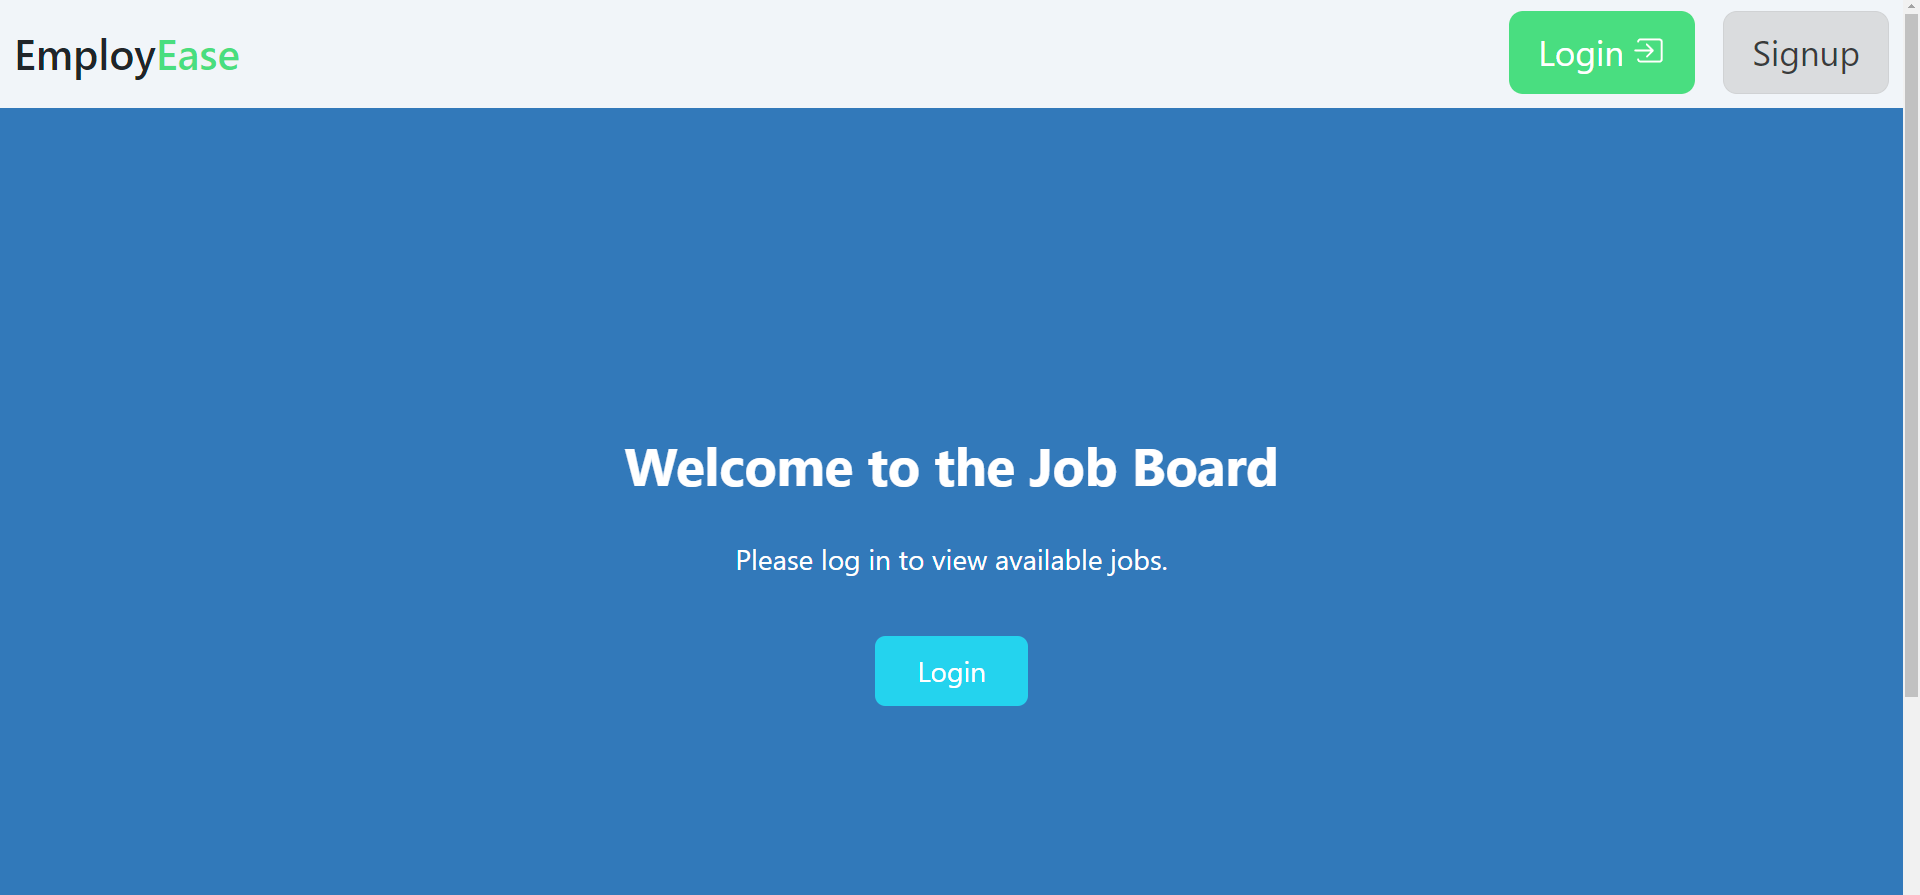 EmployEase
Login
Signup
Welcome to the Job Board
Please log in to view available jobs.
Login